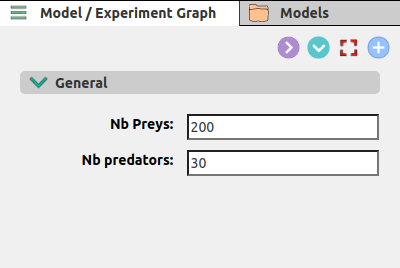 Model / Experiment Graph Models
General
Nb Preys: 200
Nb predators: 30